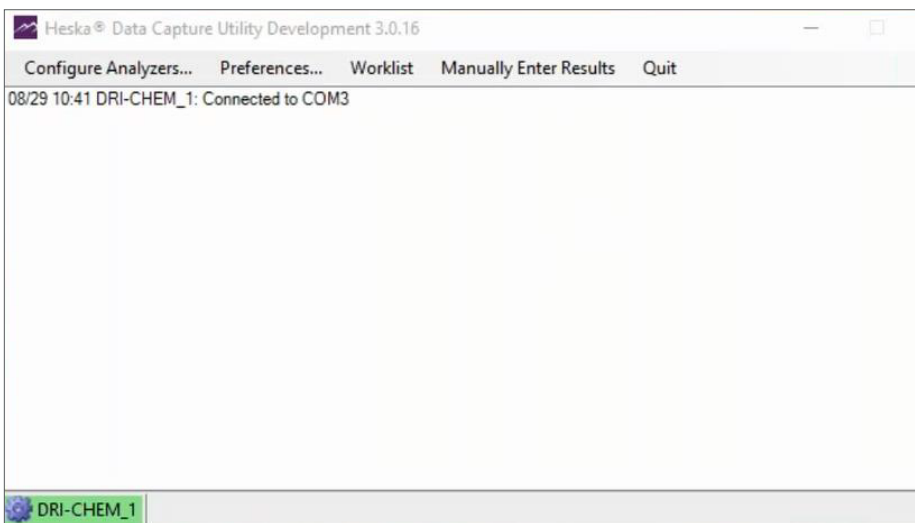 Heska® Data Capture Utility Development 3.0.16
Configure Analyzers... Preferences... Worklist Manually Enter Results Quit
08/29 10:41 DRI-CHEM_1: Connected to COM3
DRI-CHEM_1